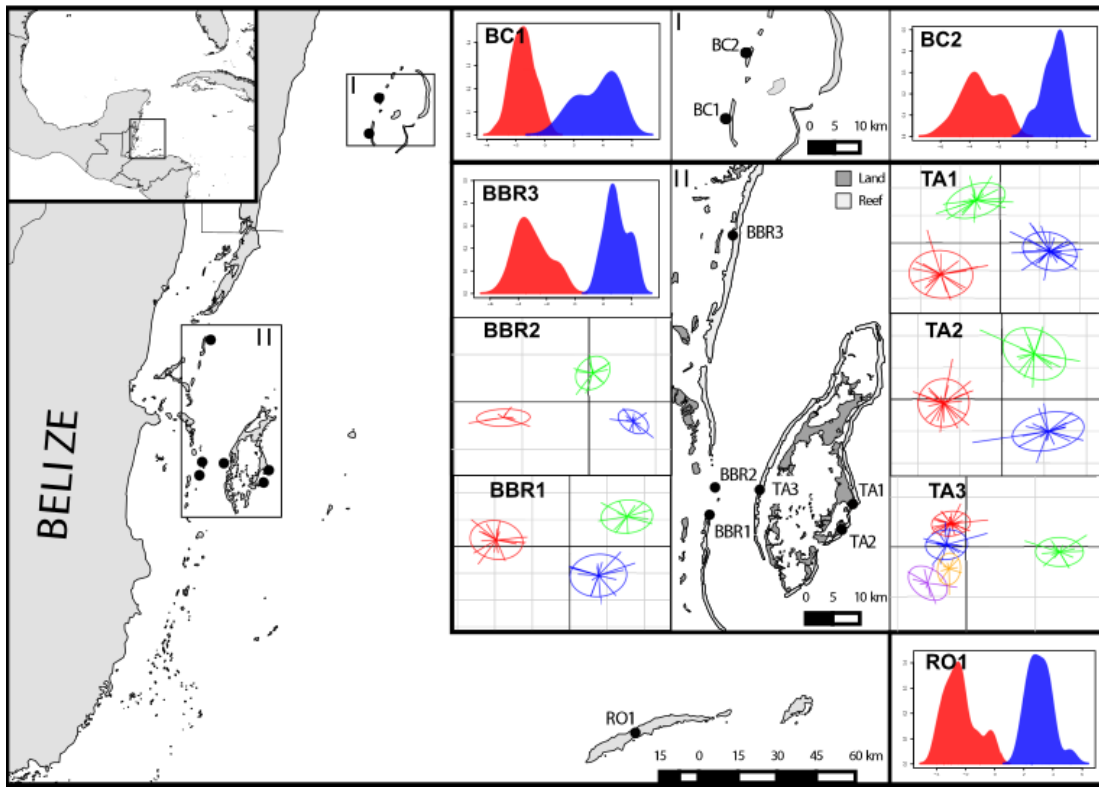 BELIZE
I
II
BC1
I
BC2
BC1
0 5 10 km
BC2
BBR3
II
Land
Reef
BBR3
TA1
BBR2
TA2
BBR1
BBR2
TA3
TA1
BBR1
TA2
0 5 10 km
TA3
RO1
15 0 15 30 45 60 km
RO1